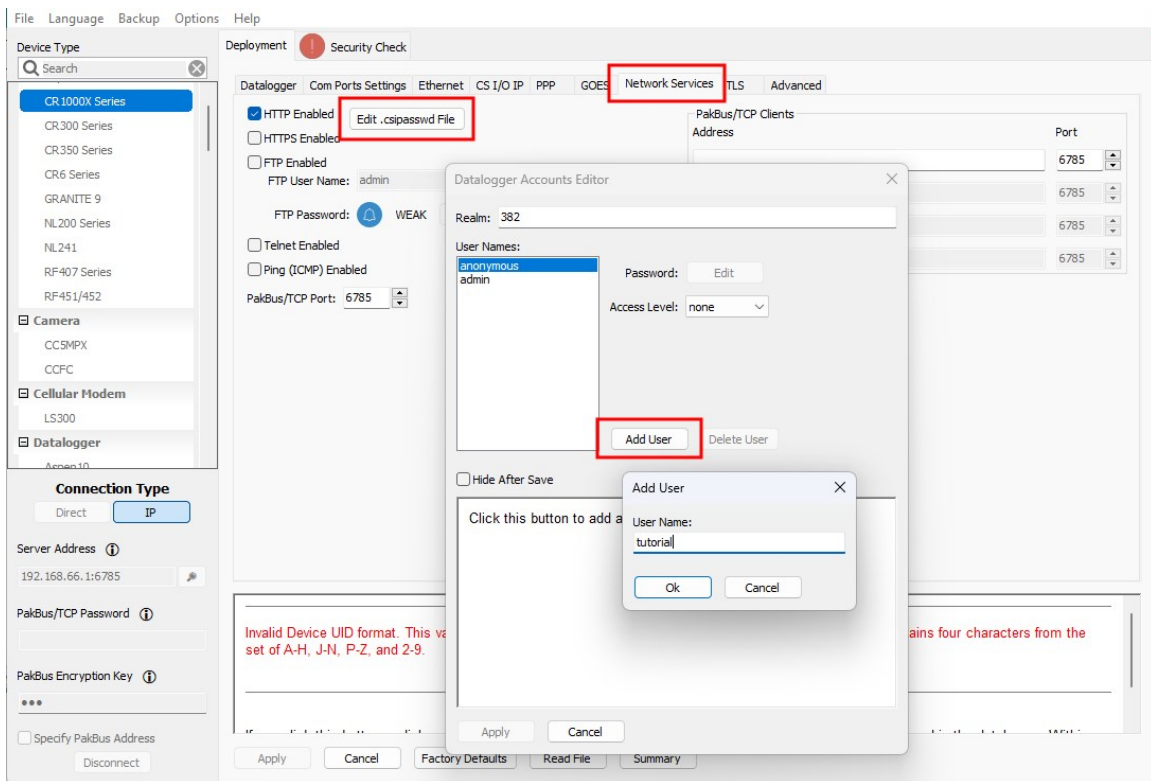 File Language Backup Options Help
Device Type
Search
CR1000X Series
CR300 Series
CR350 Series
CR6 Series
GRANITE 9
NL200 Series
NL241
RF407 Series
RF451/452
Camera
CC5MPX
CCFC
Cellular Modem
LS300
Datalogger
Aspen10
Connection Type
Direct IP
Server Address
192.168.66.1:6785
PakBus/TCP Password
PakBus Encryption Key
Specify PakBus Address
Disconnect
Deployment Security Check
Datalogger Com Ports Settings Ethernet CS I/O IP PPP GOES Network Services TLS Advanced
HTTP Enabled Edit .csipasswd File
HTTPS Enabled
FTP Enabled
FTP User Name: admin
FTP Password: WEAK
Telnet Enabled
Ping (ICMP) Enabled
PakBus/TCP Port: 6785
PakBus/TCP Clients
Address Port
6785
6785
6785
6785
Datalogger Accounts Editor
Realm: 382
User Names:
anonymous
admin
Password: Edit
Access Level: none
Add User Delete User
Hide After Save
Click this button to add a
Add User
User Name:
tutorial
Ok Cancel
Apply Cancel
Invalid Device UID format. This ains four characters from the
set of A-H, J-N, P-Z, and 2-9.
Apply Cancel Factory Defaults Read File Summary